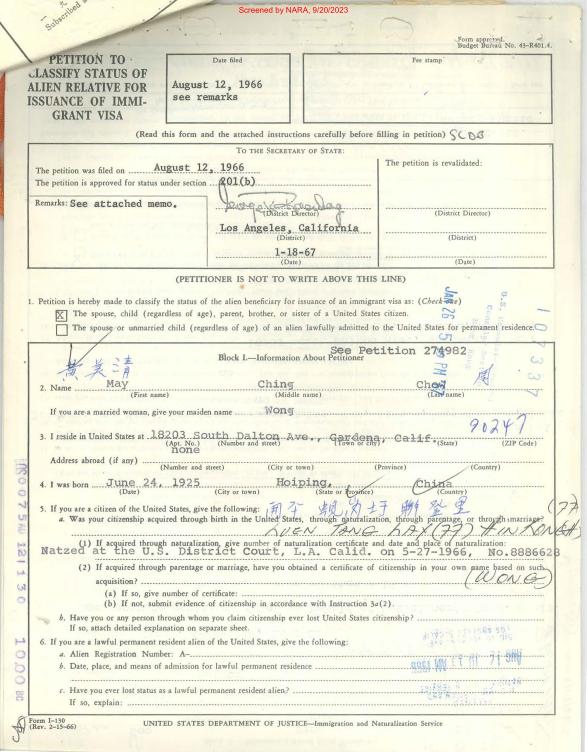 Screened by NARA, 9/20/2023
Subscribed
Form approved.
Budget Bureau No. 43-R401.4.
PETITION TO
CLASSIFY STATUS OF
ALIEN RELATIVE FOR
ISSUANCE OF IMMI-
GRANT VISA
Date filed
August 12, 1966
see remarks
Fee stamp
(Read this form and the attached instructions carefully before filling in petition)
TO THE SECRETARY OF STATE:
The petition was filed on August 12, 1966
The petition is approved for status under section 201(b)
Remarks: See attached memo.
(District Director)
Los Angeles, California
(District)
1-18-67
(Date)
The petition is revalidated:
(District Director)
(District)
(Date)
(PETITIONER IS NOT TO WRITE ABOVE THIS LINE)
1. Petition is hereby made to classify the status of the alien beneficiary for issuance of an immigrant visa as: (Check one)
X The spouse, child (regardless of age), parent, brother, or sister of a United States citizen.
The spouse or unmarried child (regardless of age) of an alien lawfully admitted to the United States for permanent residence.
107337
See Petition 274982
Block I.—Information About Petitioner
黄英清
周
2. Name May Ching Chow
(First name) (Middle name) (Last name)
If you are a married woman, give your maiden name Wong
90247
3. I reside in United States at 18203 South Dalton Ave., Gardena, Calif.
(Apt. No.) (Number and street) (Town or city) (State) (ZIP Code)
none
Address abroad (if any)
(Number and street) (City or town) (Province) (Country)
4. I was born June 24, 1925 Hoiping, China
(Date) (City or town) (State or Province) (Country)
5. If you are a citizen of the United States, give the following:
a. Was your citizenship acquired through birth in the United States, through naturalization, through parentage, or through marriage?
(1) If acquired through naturalization, give number of naturalization certificate and date and place of naturalization:
Natzed at the U.S. District Court, L.A. Calid. on 5-27-1966, No.8886628
(2) If acquired through parentage or marriage, have you obtained a certificate of citizenship in your own name based on such
acquisition?
(WONG)
(a) If so, give number of certificate:
(b) If not, submit evidence of citizenship in accordance with Instruction 3a(2).
b. Have you or any person through whom you claim citizenship ever lost United States citizenship?
If so, attach detailed explanation on separate sheet.
6. If you are a lawful permanent resident alien of the United States, give the following:
a. Alien Registration Number: A-
b. Date, place, and means of admission for lawful permanent residence
c. Have you ever lost status as a lawful permanent resident alien?
If so, explain:
Form I-130
(Rev. 2-15-66)
UNITED STATES DEPARTMENT OF JUSTICE—Immigration and Naturalization Service